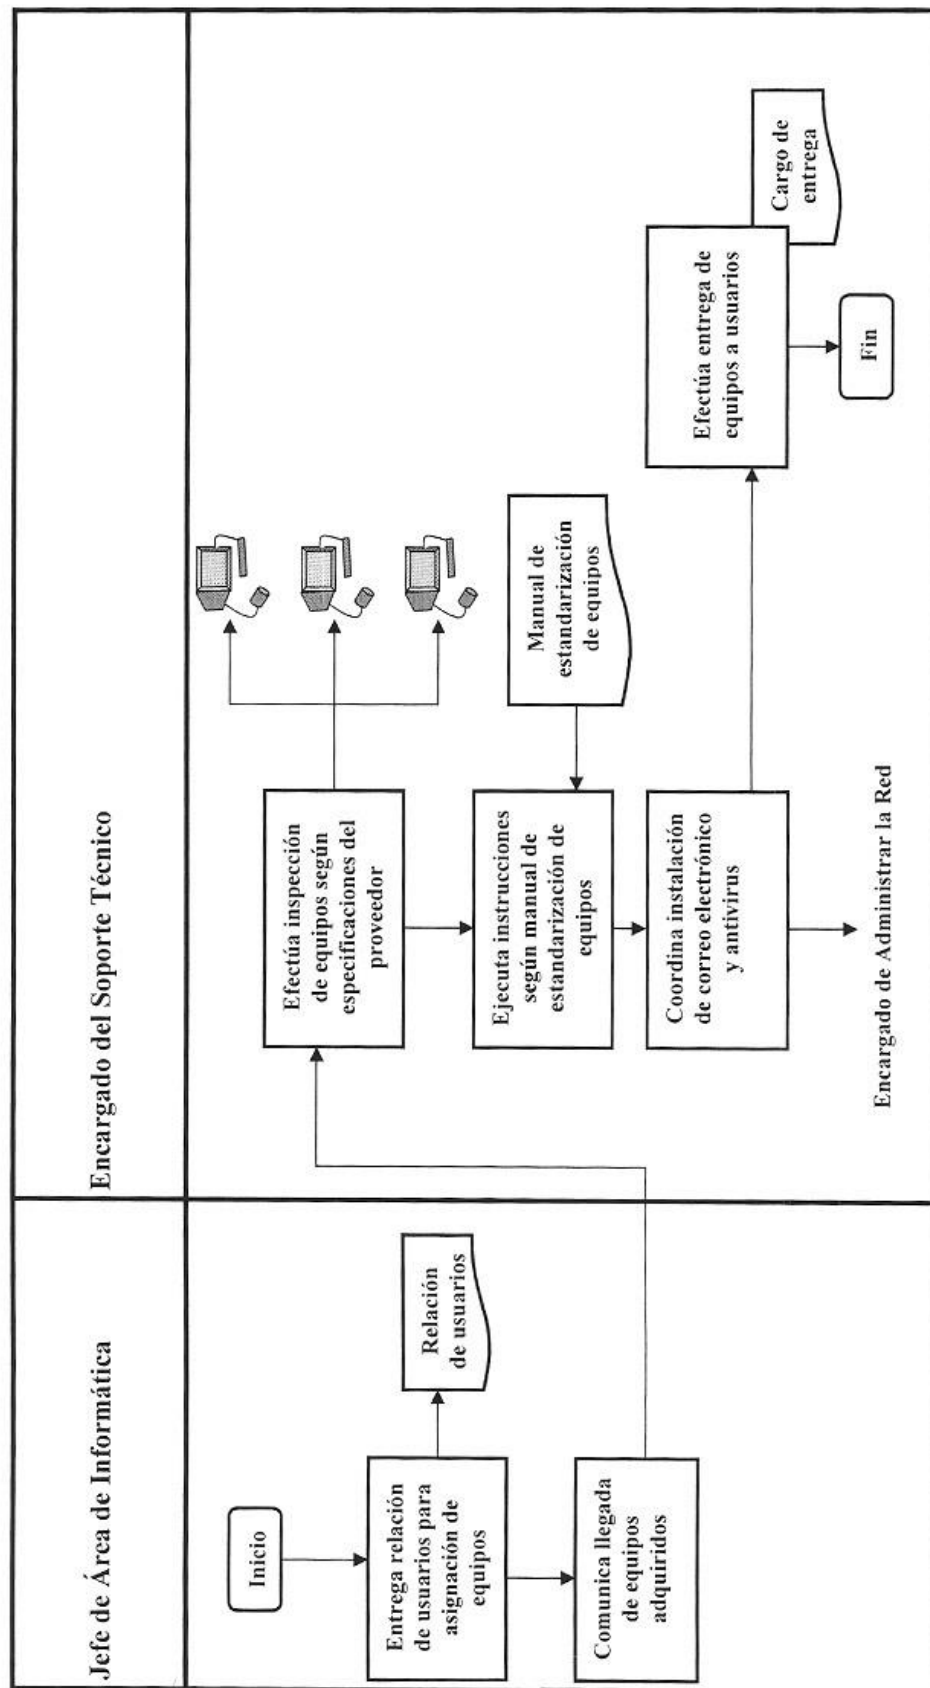 Jefe de Área de Informática
Encargado del Soporte Técnico
Inicio
Entrega relación
de usuarios para
asignación de
equipos
Relación
de usuarios
Comunica llegada
de equipos
adquiridos
Efectúa inspección
de equipos según
especificaciones del
proveedor
Ejecuta instrucciones
según manual de
estandarización de
equipos
Manual de
estandarización
de equipos
Coordina instalación
de correo electrónico
y antivirus
Encargado de Administrar la Red
Efectúa entrega de
equipos a usuarios
Cargo de
entrega
Fin